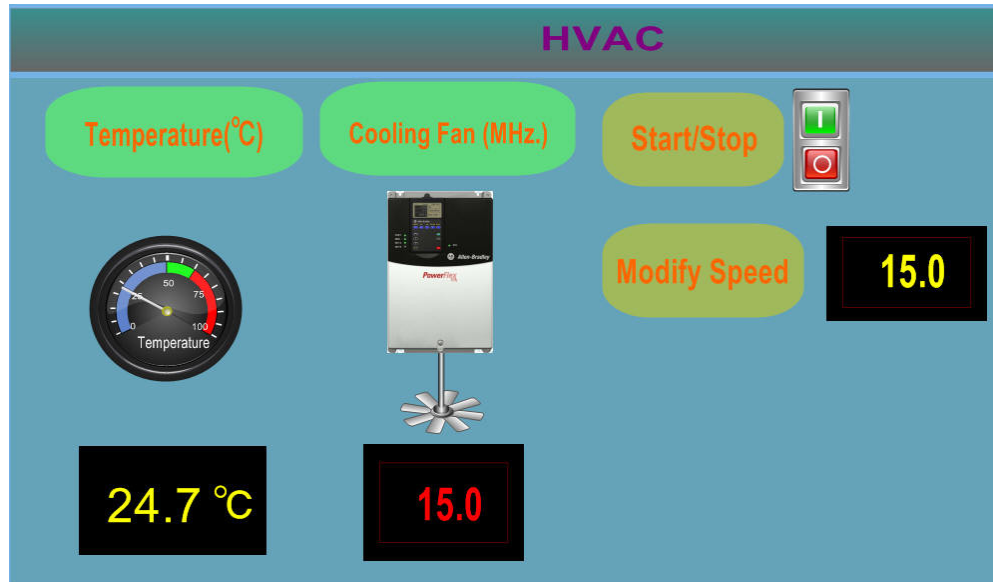 HVAC
Temperature(°C)
Cooling Fan (MHz.)
Start/Stop
Modify Speed
15.0
0
25
50
75
100
Temperature
Allen-Bradley
PowerFlex
24.7 °C
15.0